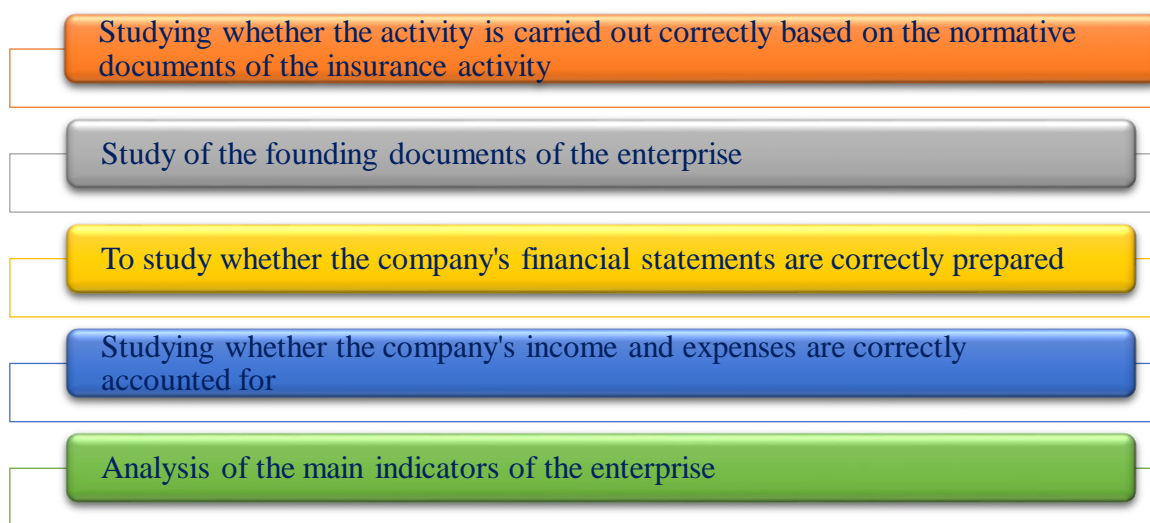 Studying whether the activity is carried out correctly based on the normative
documents of the insurance activity
Study of the founding documents of the enterprise
To study whether the company's financial statements are correctly prepared
Studying whether the company's income and expenses are correctly
accounted for
Analysis of the main indicators of the enterprise